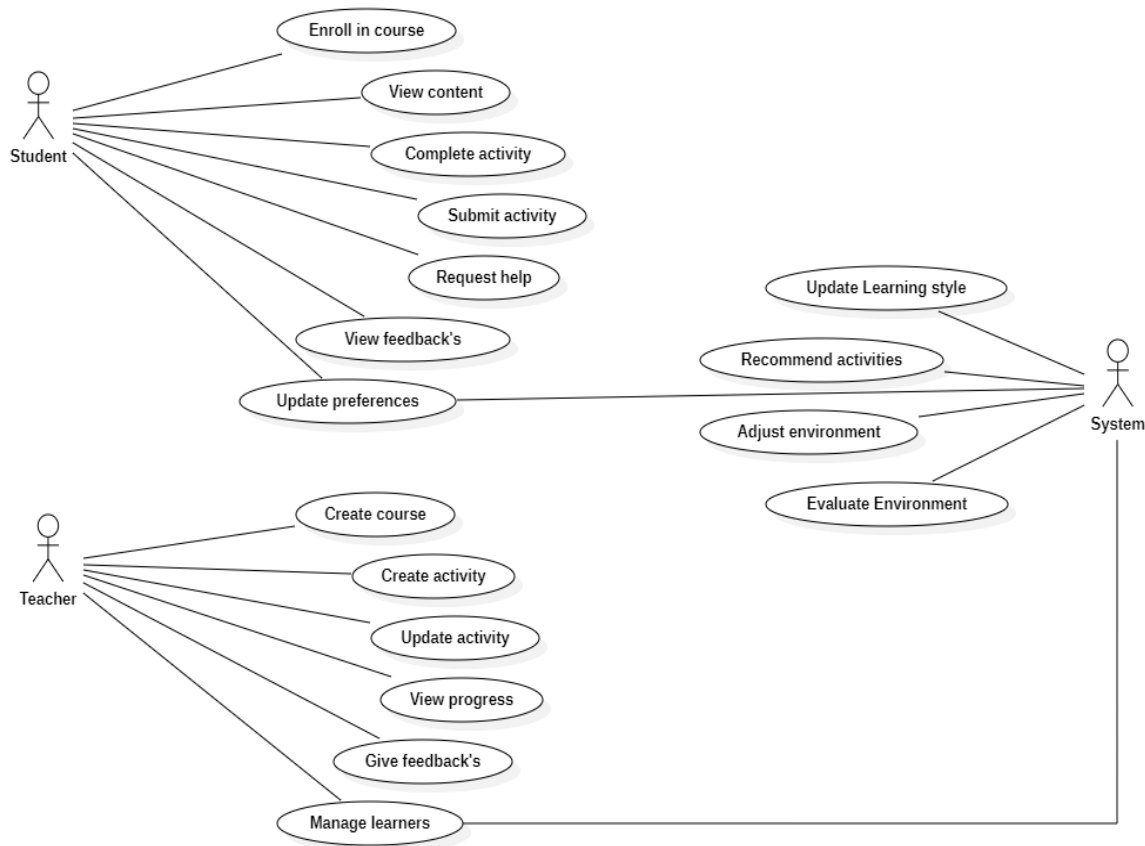 Enroll in course
View content
Student
Complete activity
Submit activity
Request help
Update Learning style
View feedback's
Recommend activities
Update preferences
System
Adjust environment
Evaluate Environment
Create course
Create activity
Teacher
Update activity
View progress
Give feedback's
Manage learners